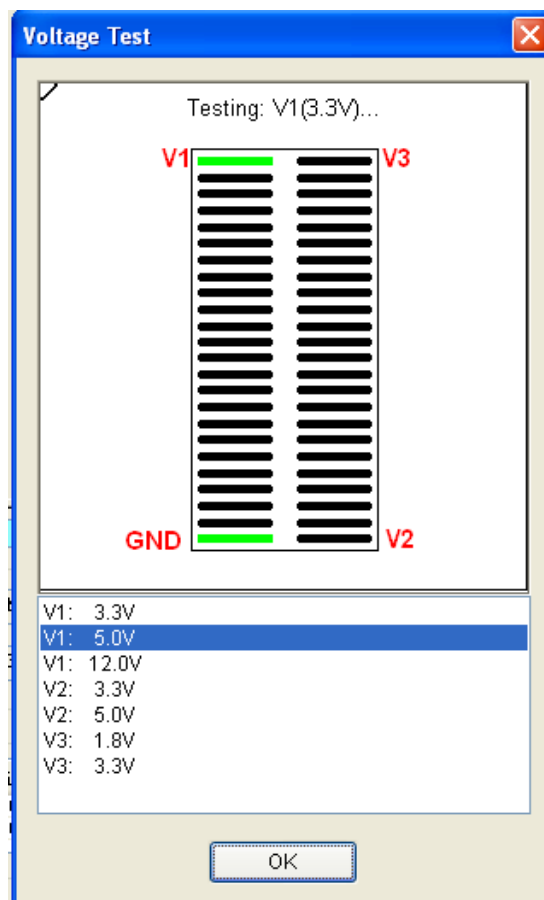 Voltage Test
Testing: V1(3.3V)...
V1
V3
GND
V2
V1: 3.3V
V1: 5.0V
V1: 12.0V
V2: 3.3V
V2: 5.0V
V3: 1.8V
V3: 3.3V
OK